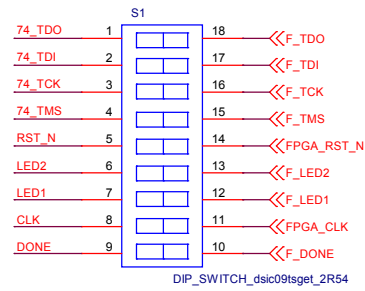 S1
74_TDO 1 18 F_TDO
74_TDI 2 17 F_TDI
74_TCK 3 16 F_TCK
74_TMS 4 15 F_TMS
RST_N 5 14 FPGA_RST_N
LED2 6 13 F_LED2
LED1 7 12 F_LED1
CLK 8 11 FPGA_CLK
DONE 9 10 F_DONE
DIP_SWITCH_dsic09tsget_2R54